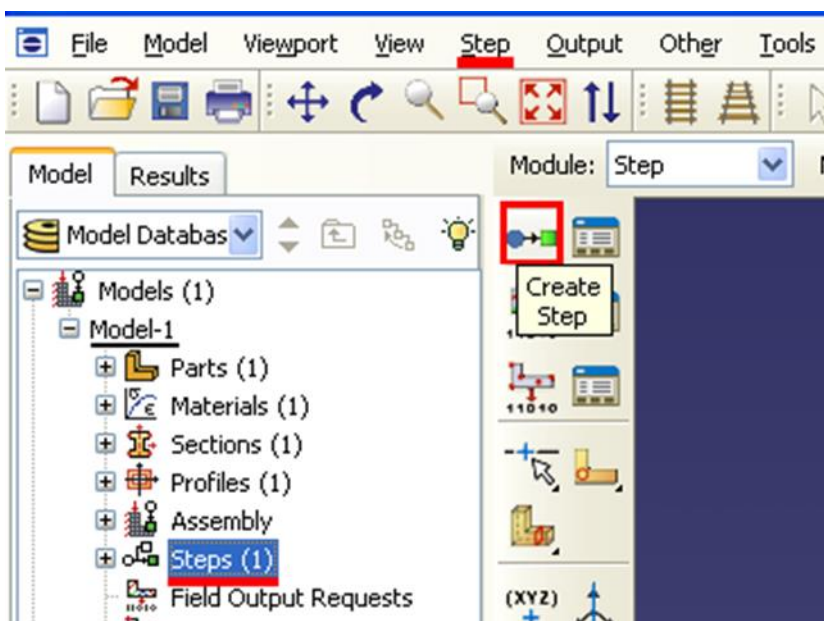 File Model Viewport View Step Output Other Tools
Model Results
Module: Step
Model Databas
Models (1)
Model-1
Parts (1)
Materials (1)
Sections (1)
Profiles (1)
Assembly
Steps (1)
Field Output Requests
Create
Step
11010
(XYZ)